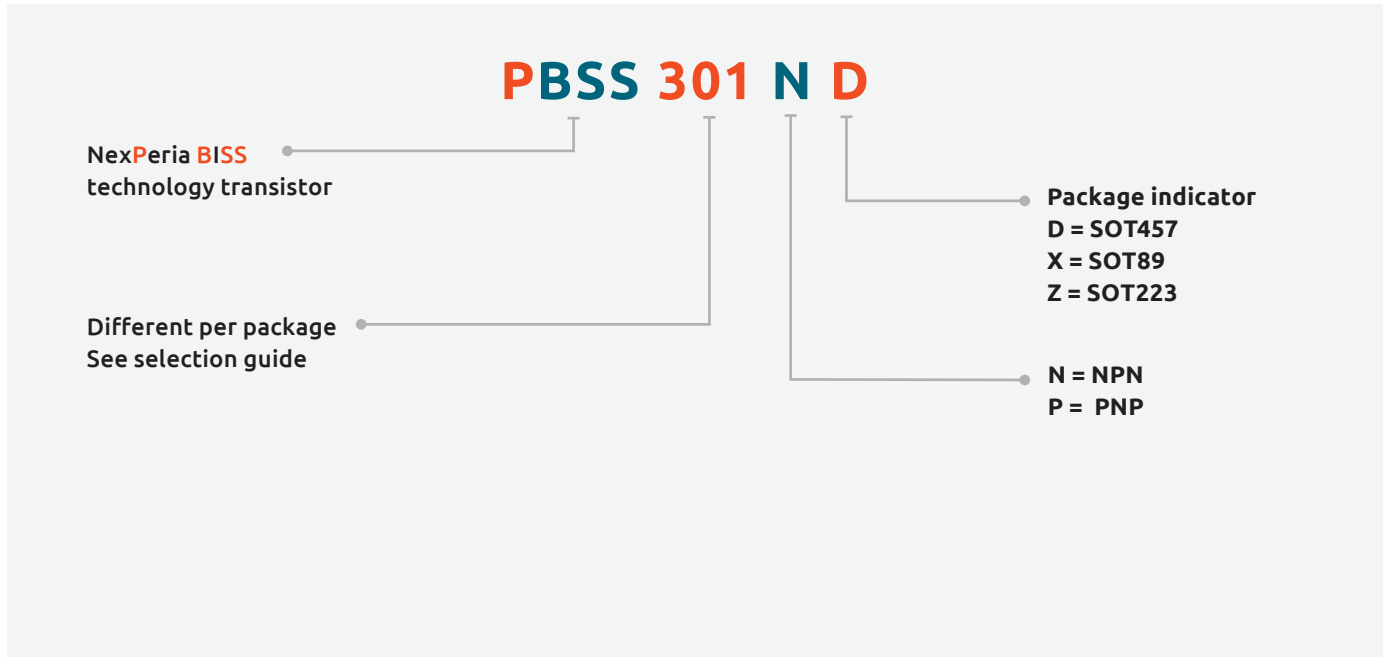 PBSS 301 N D
NexPeria BISS
technology transistor
Package indicator
D = SOT457
X = SOT89
Z = SOT223
Different per package
See selection guide
N = NPN
P = PNP